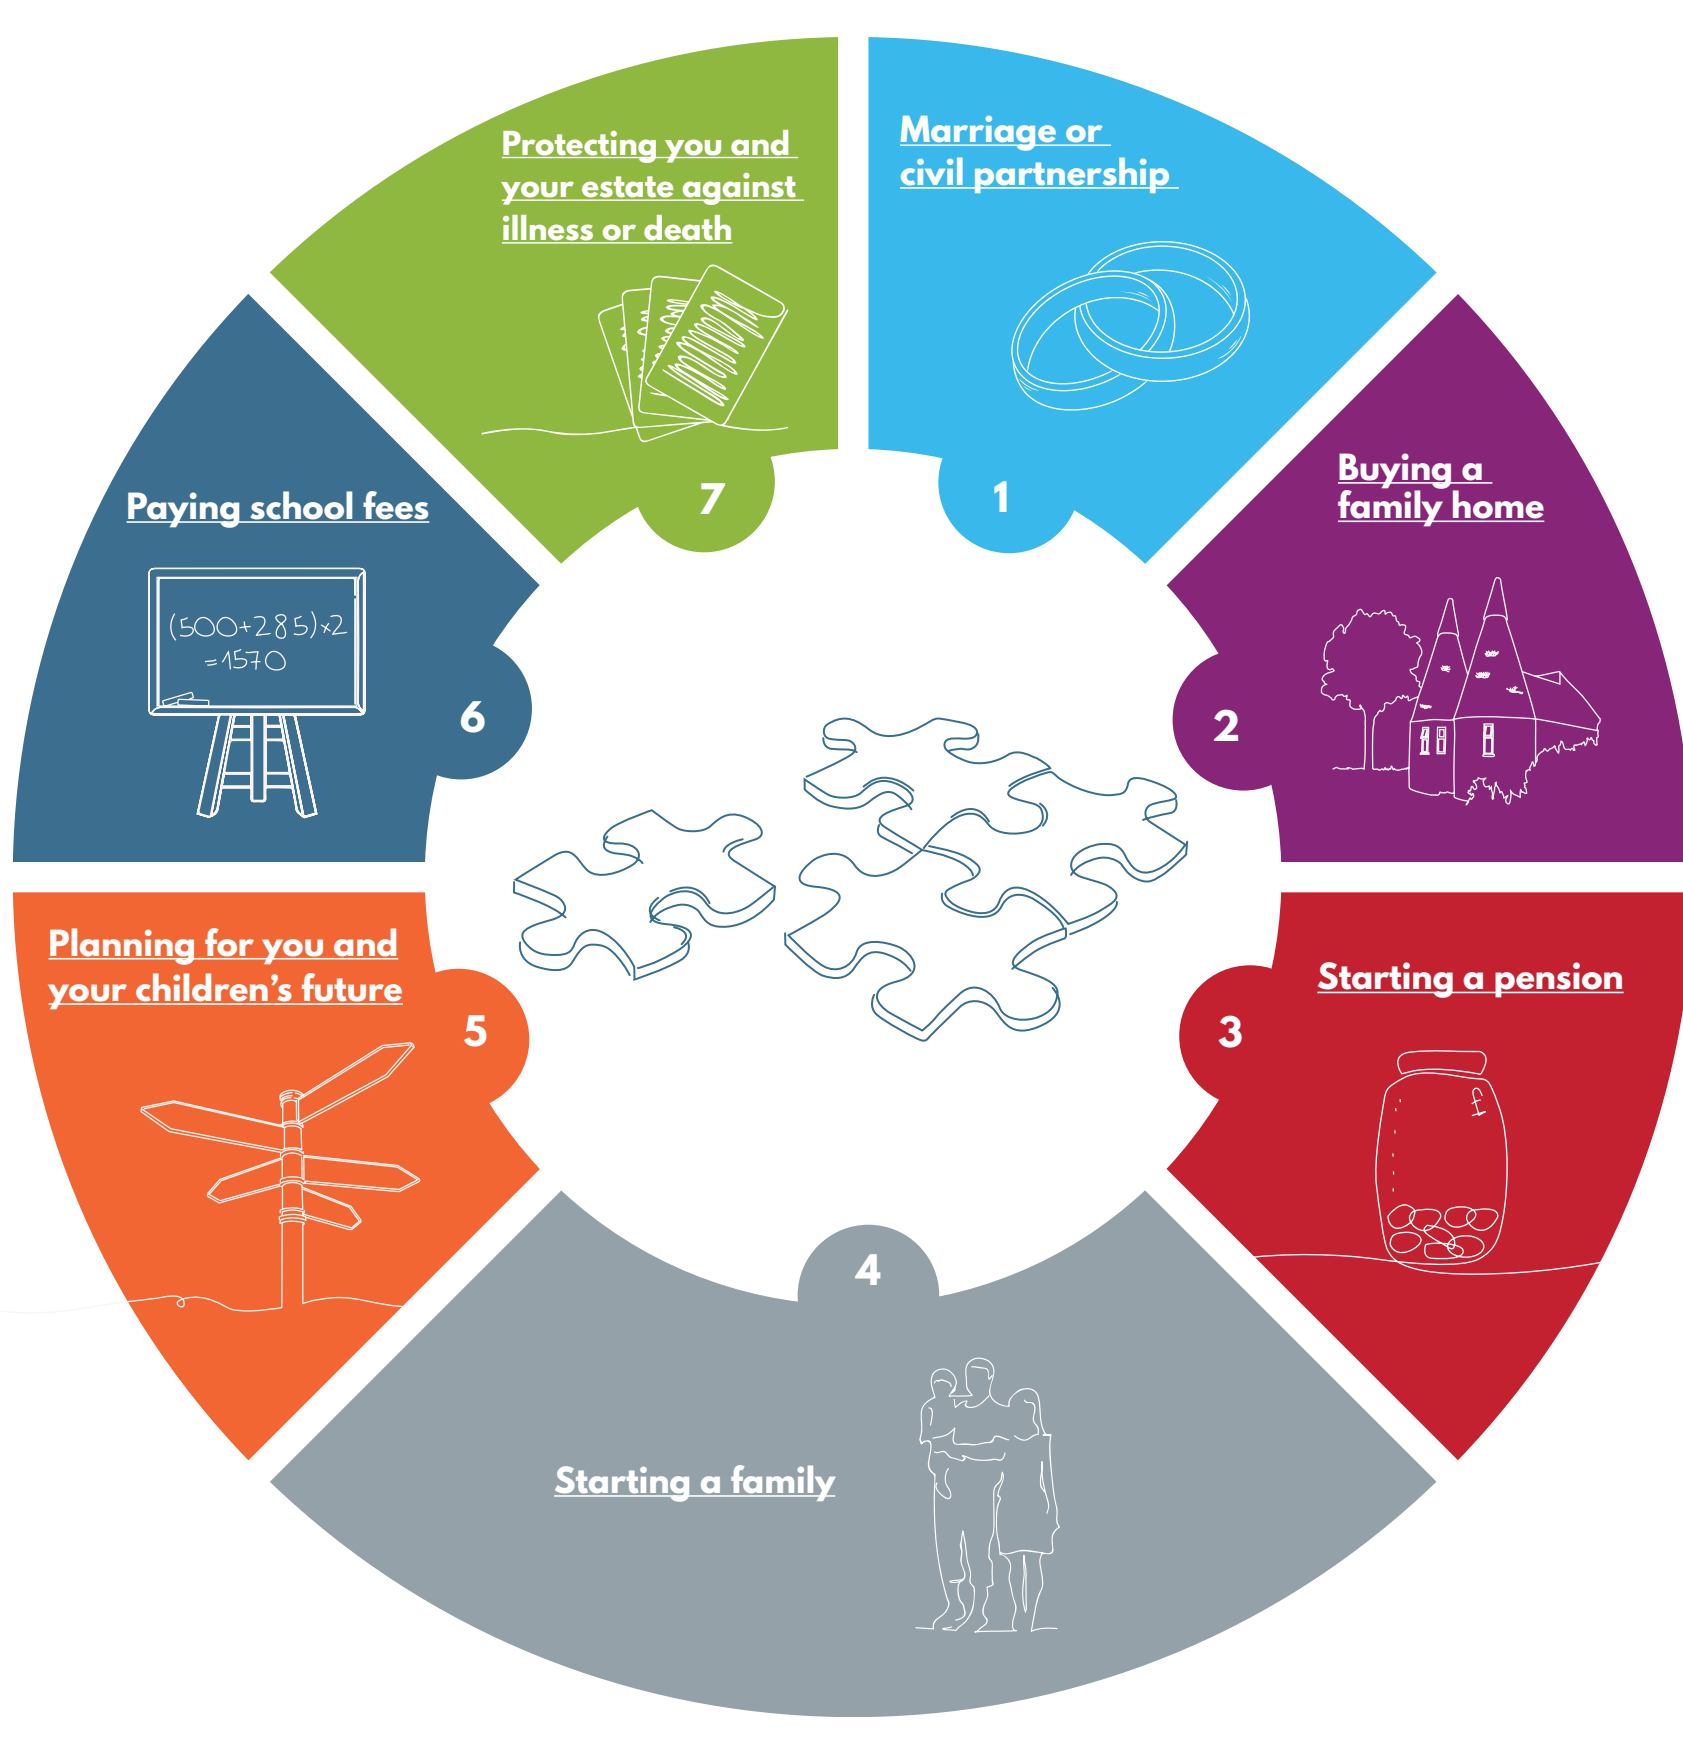 Marriage or
civil partnership
1
Buying a
family home
2
Starting a pension
£
3
4
Starting a family
Planning for you and
your children's future
5
Paying school fees
(500+285)×2
=1570
6
Protecting you and
your estate against
illness or death
7